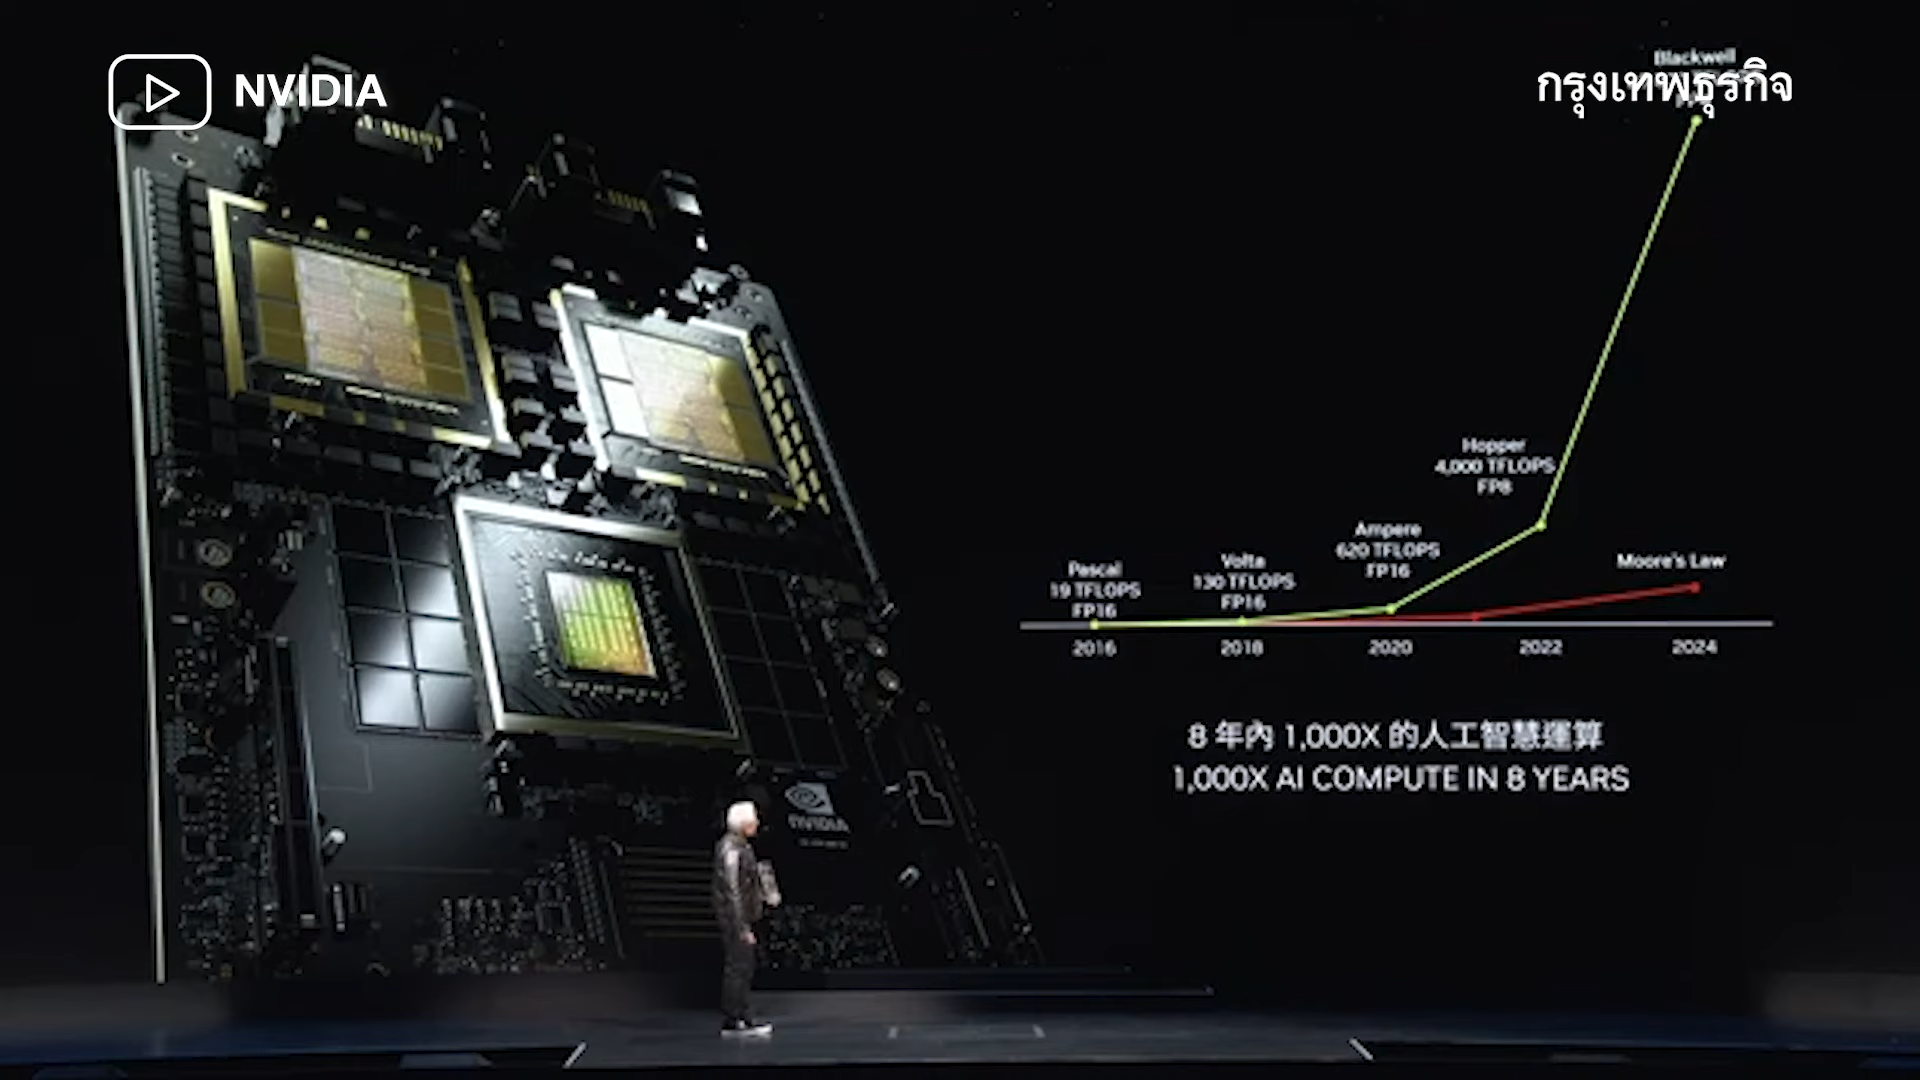 NVIDIA
กรุงเทพธุรกิจ
Blackwell
Hopper
4,000 TFLOPS
FP8
Ampere
620 TFLOPS
FP16
Moore's Law
Volta
130 TFLOPS
FP16
Pascal
19 TFLOPS
FP16
2016
2018
2020
2022
2024
8 年內 1,000X 的人工智慧運算
1,000X AI COMPUTE IN 8 YEARS
NVIDIA